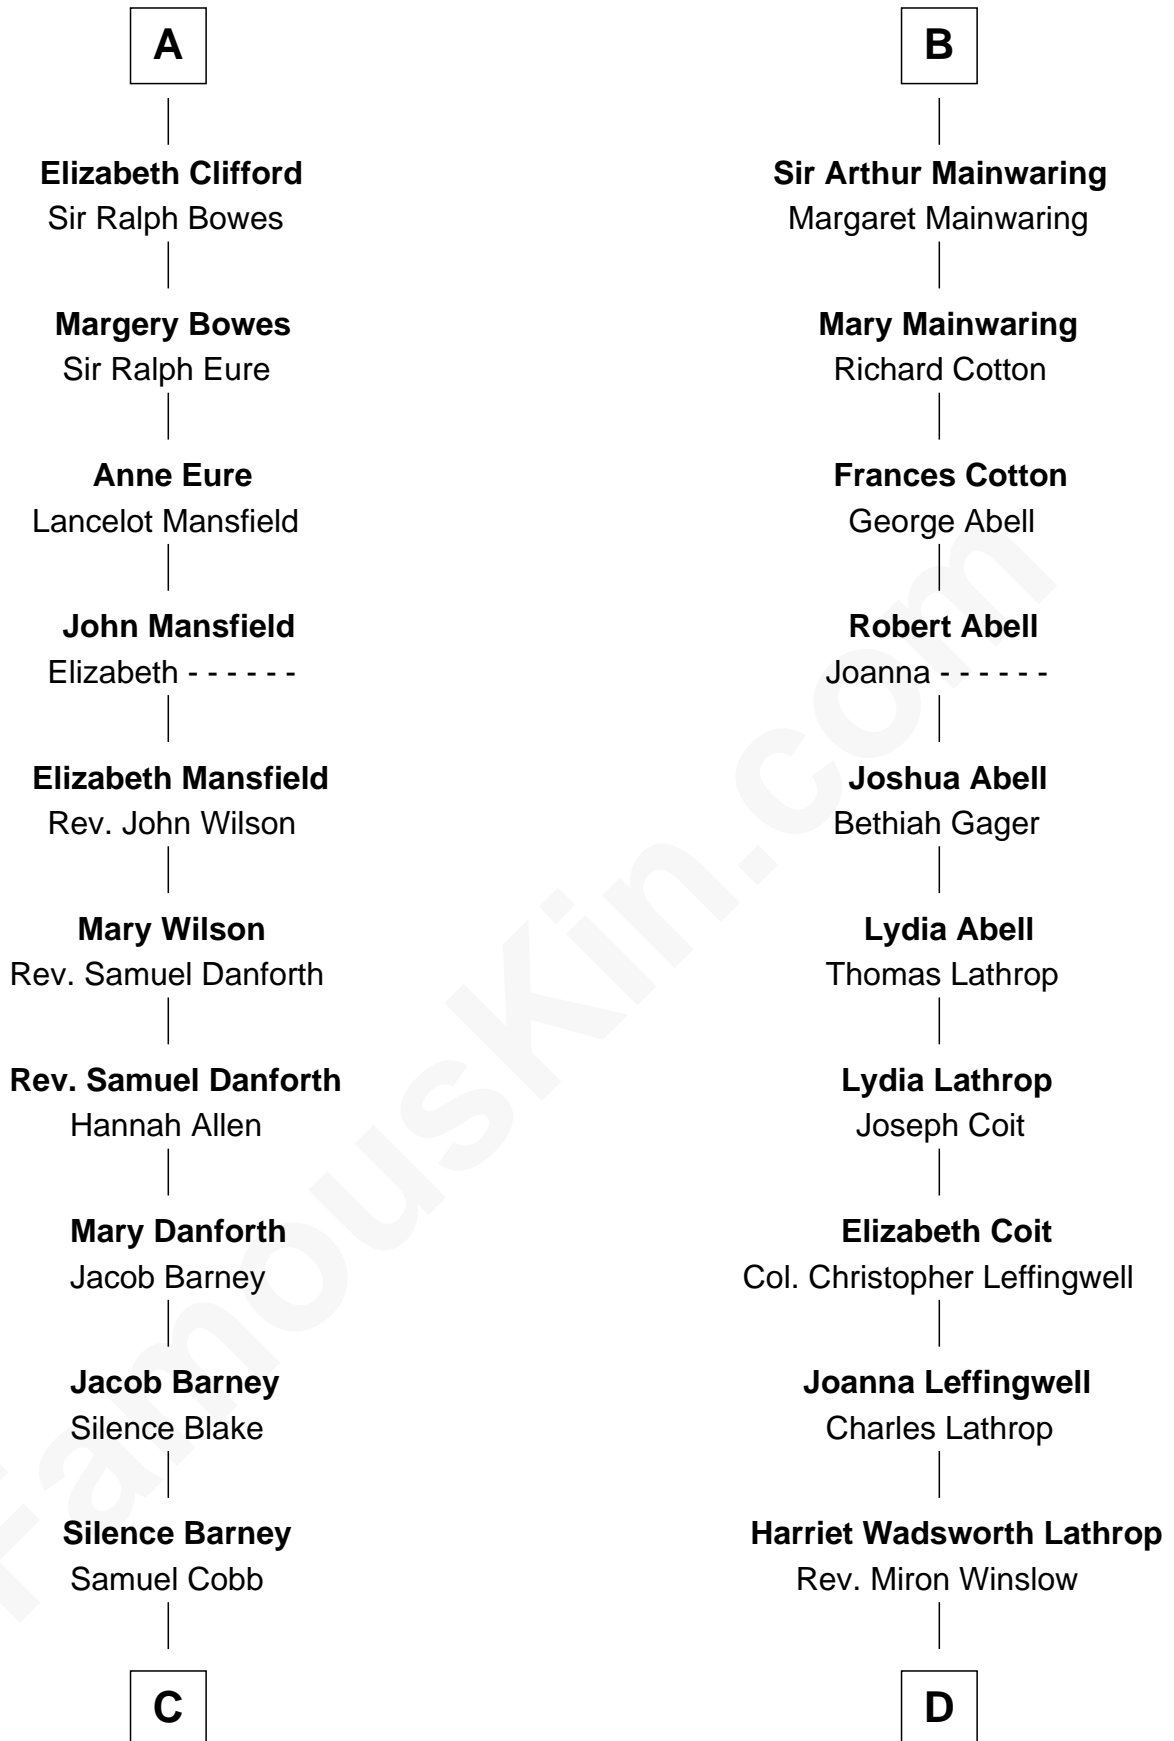 A
Elizabeth Clifford
Sir Ralph Bowes
Margery Bowes
Sir Ralph Eure
Anne Eure
Lancelot Mansfield
John Mansfield
Elizabeth - - - - - -
Elizabeth Mansfield
Rev. John Wilson
Mary Wilson
Rev. Samuel Danforth
Rev. Samuel Danforth
Hannah Allen
Mary Danforth
Jacob Barney
Jacob Barney
Silence Blake
Silence Barney
Samuel Cobb
C
B
Sir Arthur Mainwaring
Margaret Mainwaring
Mary Mainwaring
Richard Cotton
Frances Cotton
George Abell
Robert Abell
Joanna - - - - - -
Joshua Abell
Bethiah Gager
Lydia Abell
Thomas Lathrop
Lydia Lathrop
Joseph Coit
Elizabeth Coit
Col. Christopher Leffingwell
Joanna Leffingwell
Charles Lathrop
Harriet Wadsworth Lathrop
Rev. Miron Winslow
D
FamousKin.com